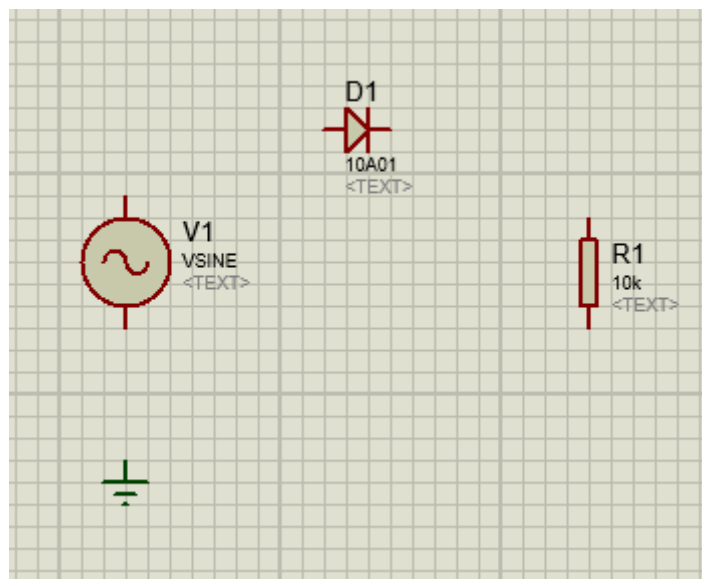 D1
10A01
<TEXT>
V1
VSINE
<TEXT>
R1
10k
<TEXT>